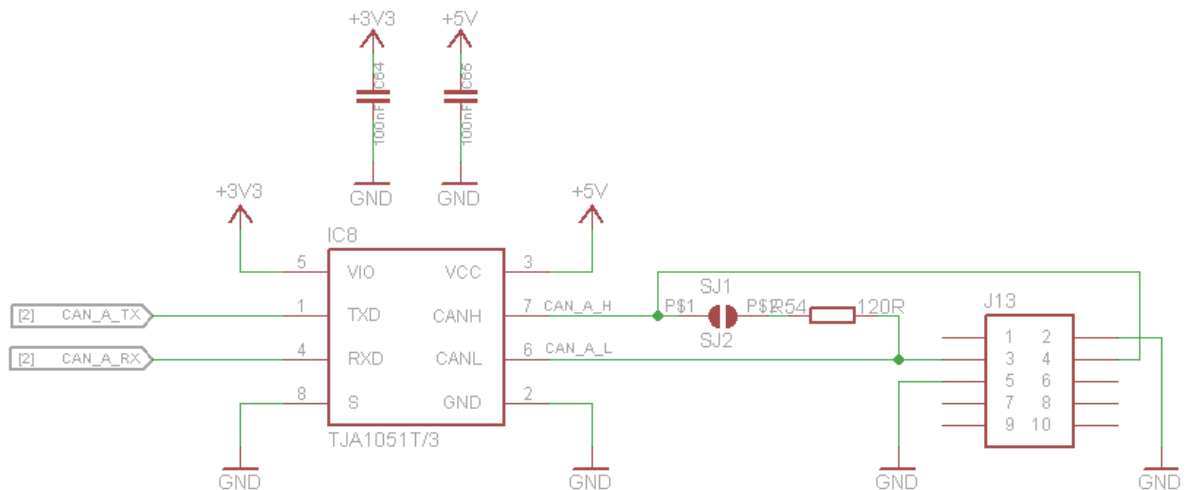 +3V3 +5V
C64 C65
100nF 100nF
GND GND
+3V3 +5V
IC8
5 VIO VCC 3
SJ1
[2] CAN_A_TX 1 TXD CANH 7 CAN_A_H P$1 P$2 R54 120R J13
SJ2
1 2
[2] CAN_A_RX 4 RXD CANL 6 CAN_A_L 3 4
5 6
8 S GND 2 7 8
9 10
TJA1051T/3
GND GND GND GND